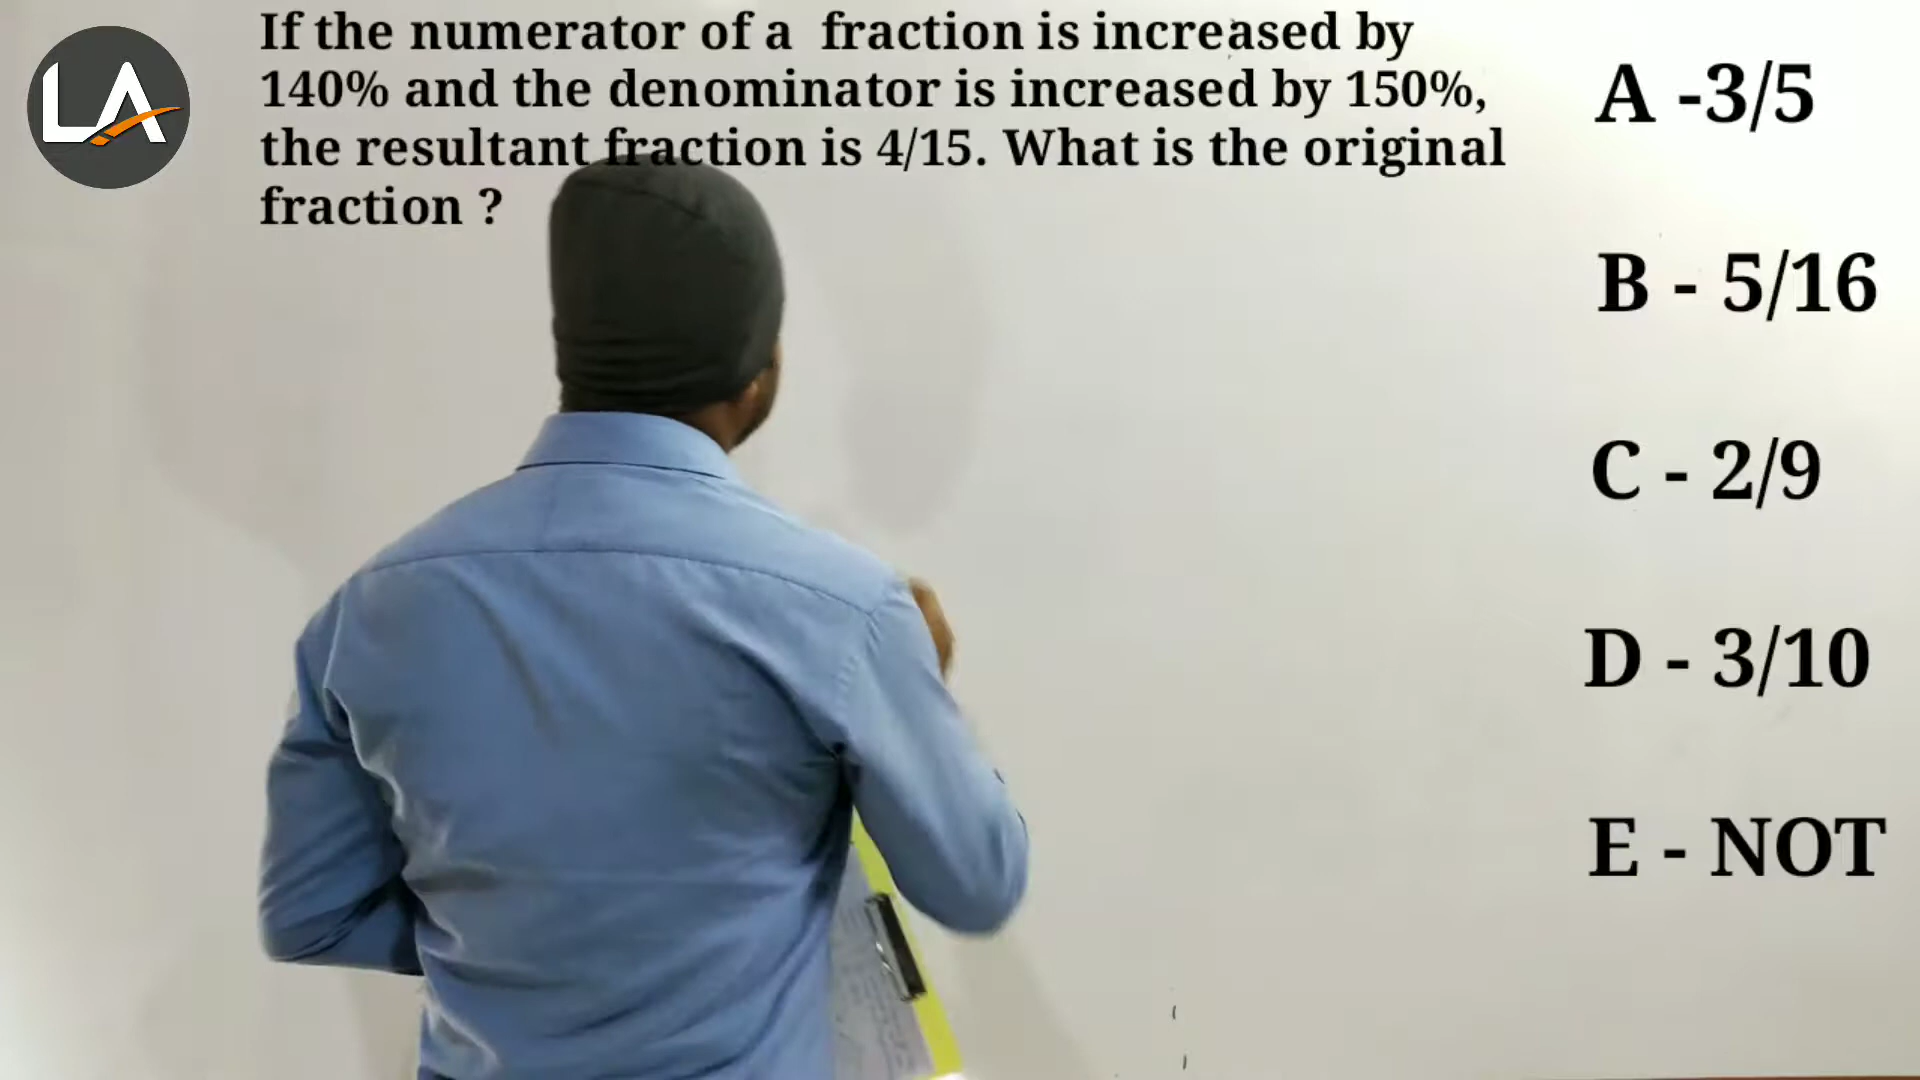 LA
If the numerator of a fraction is increased by
140% and the denominator is increased by 150%,
the resultant fraction is 4/15. What is the original
fraction ?
A -3/5
B - 5/16
C - 2/9
D - 3/10
E - NOT